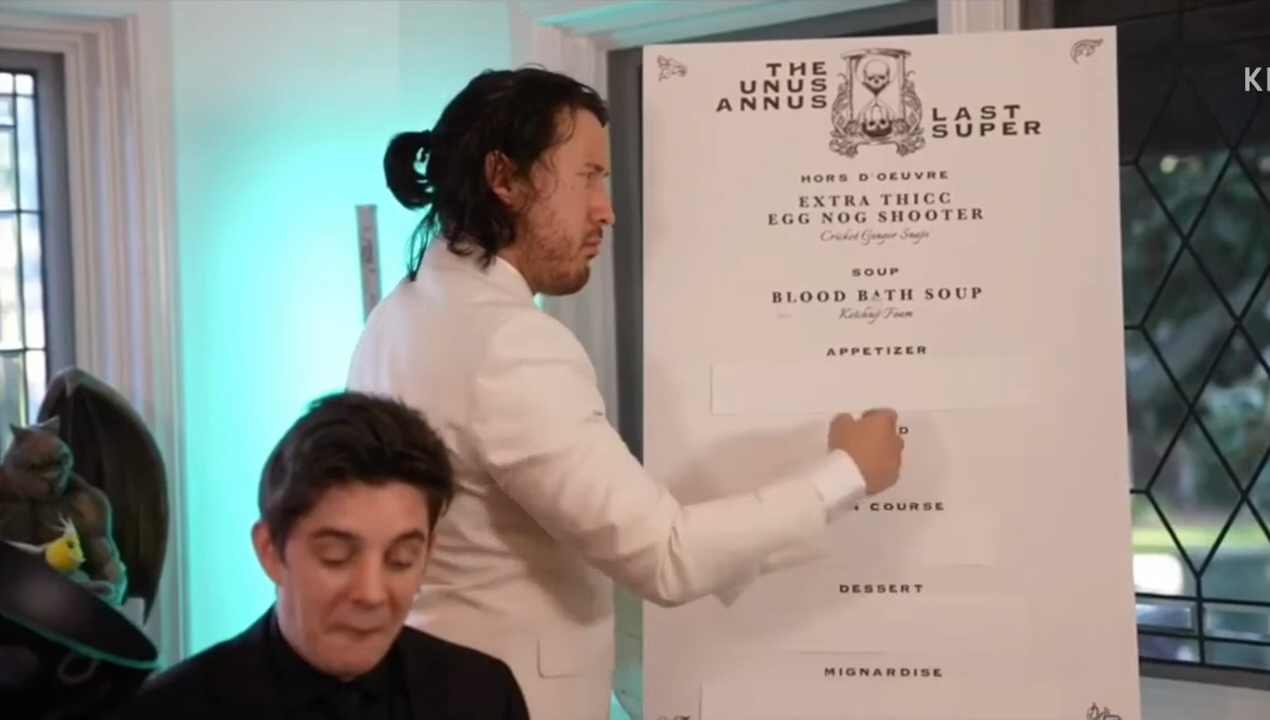 THE
UNUS
ANNUS
LAST
SUPER
HORS D'OEUVRE
EXTRA THICC
EGG NOG SHOOTER
Cricket Ginger Snaps
SOUP
BLOOD BATH SOUP
Ketchup Foam
APPETIZER
D
COURSE
DESSERT
MIGNARDISE